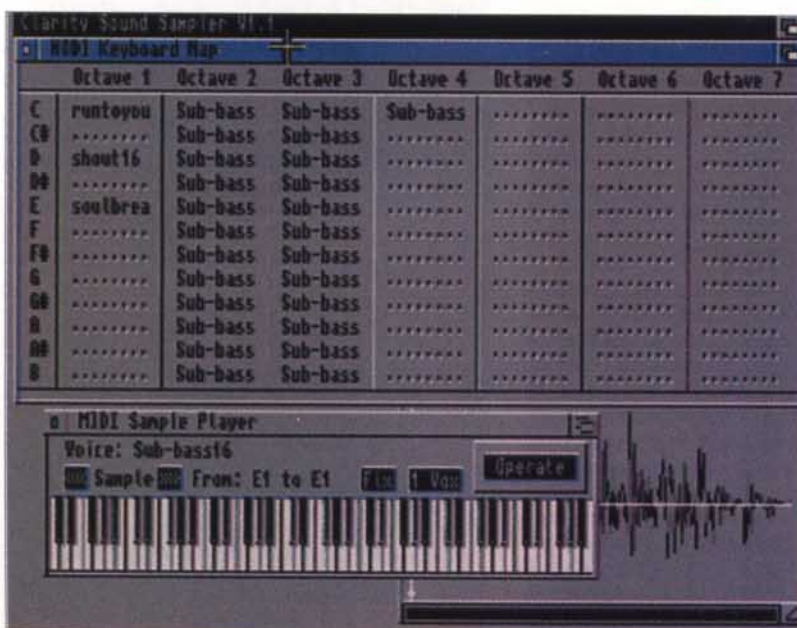 Clarity Sound Sampler V1.1
MIDI Keyboard Map
Octave 1 Octave 2 Octave 3 Octave 4 Octave 5 Octave 6 Octave 7
C runtoyou Sub-bass Sub-bass Sub-bass ........ ........ ........
C# ........ Sub-bass Sub-bass ........ ........ ........ ........
D shout16 Sub-bass Sub-bass ........ ........ ........ ........
D# ........ Sub-bass Sub-bass ........ ........ ........ ........
E soulbrea Sub-bass Sub-bass ........ ........ ........ ........
F ........ Sub-bass Sub-bass ........ ........ ........ ........
F# ........ Sub-bass Sub-bass ........ ........ ........ ........
G ........ Sub-bass Sub-bass ........ ........ ........ ........
G# ........ Sub-bass Sub-bass ........ ........ ........ ........
A ........ Sub-bass Sub-bass ........ ........ ........ ........
A# ........ Sub-bass Sub-bass ........ ........ ........ ........
B ........ Sub-bass Sub-bass ........ ........ ........ ........
MIDI Sample Player
Voice: Sub-bass16
Operate
Sample From: E1 to E1 Fix 1 Vox